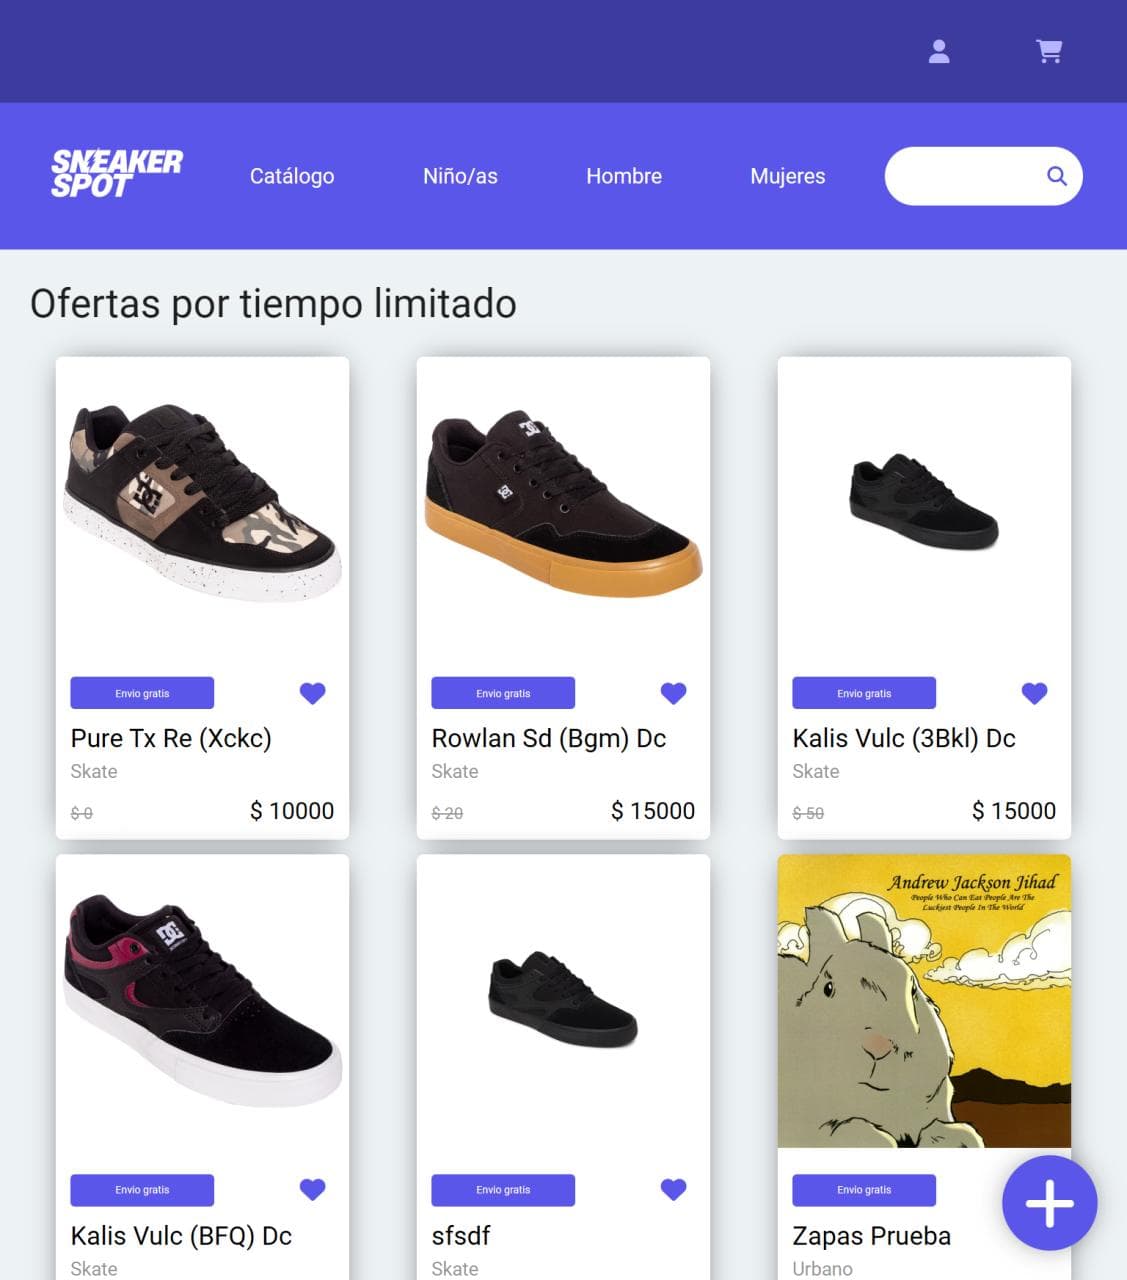 SNEAKER
SPOT
Catálogo
Niño/as
Hombre
Mujeres
Ofertas por tiempo limitado
Envio gratis
Pure Tx Re (Xckc)
Skate
$ 0
$ 10000
Envio gratis
Rowlan Sd (Bgm) Dc
Skate
$ 20
$ 15000
Envio gratis
Kalis Vulc (3Bkl) Dc
Skate
$ 50
$ 15000
Envio gratis
Kalis Vulc (BFQ) Dc
Skate
Envio gratis
sfsdf
Skate
Andrew Jackson Jihad
People Who Can Eat People Are The
Luckiest People In The World
Envio gratis
Zapas Prueba
Urbano